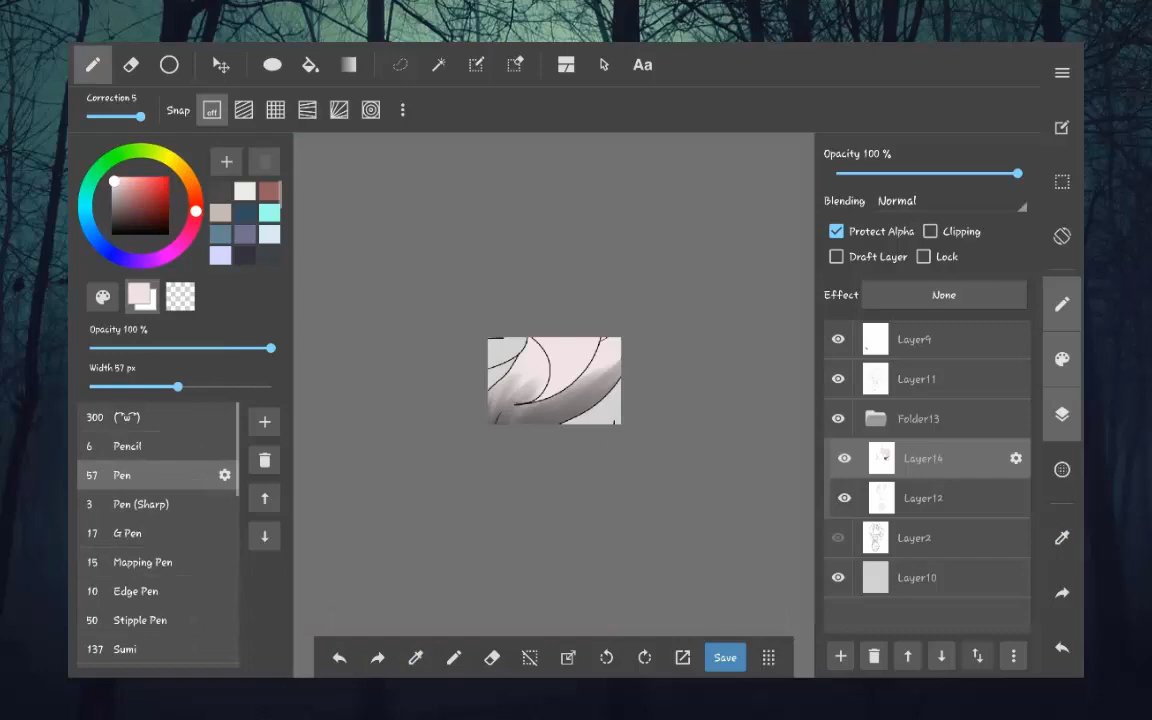 Aa
Correction 5
Snap
off
Opacity 100 %
Blending
Normal
Protect Alpha
Clipping
Draft Layer
Lock
Effect
None
Opacity 100 %
Width 57 px
300
6 Pencil
57 Pen
3 Pen (Sharp)
17 G Pen
15 Mapping Pen
10 Edge Pen
50 Stipple Pen
137 Sumi
Layer9
Layer11
Folder13
Layer14
Layer12
Layer2
Layer10
Save